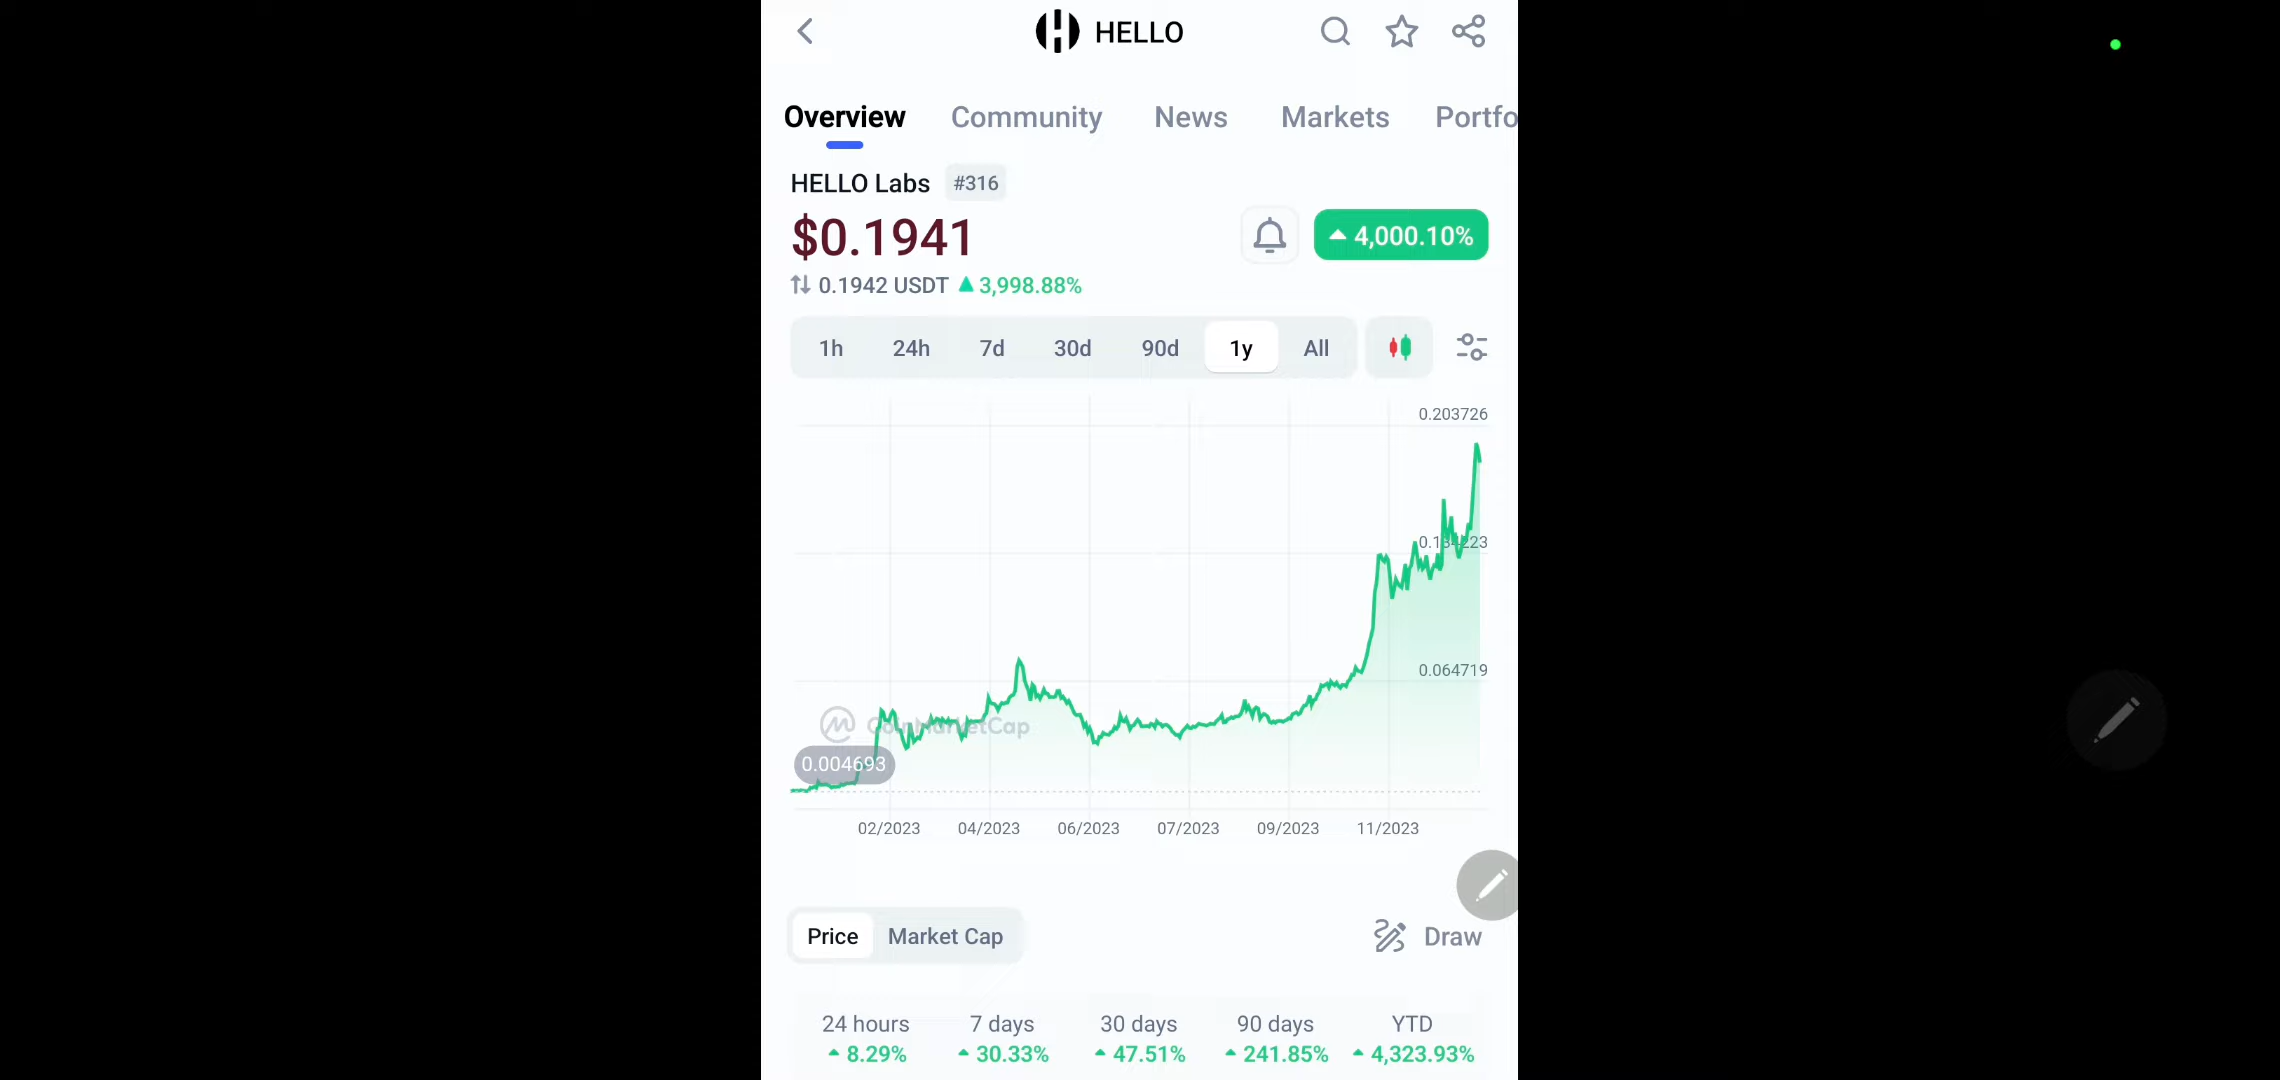 HELLO
Overview Community News Markets Portfo
HELLO Labs #316
$0.1941
4,000.10%
0.1942 USDT 3,998.88%
1h 24h 7d 30d 90d 1y All
0.203726
0.134223
0.064719
CoinMarketCap
0.004693
02/2023 04/2023 06/2023 07/2023 09/2023 11/2023
Price Market Cap Draw
24 hours 7 days 30 days 90 days YTD
8.29% 30.33% 47.51% 241.85% 4,323.93%